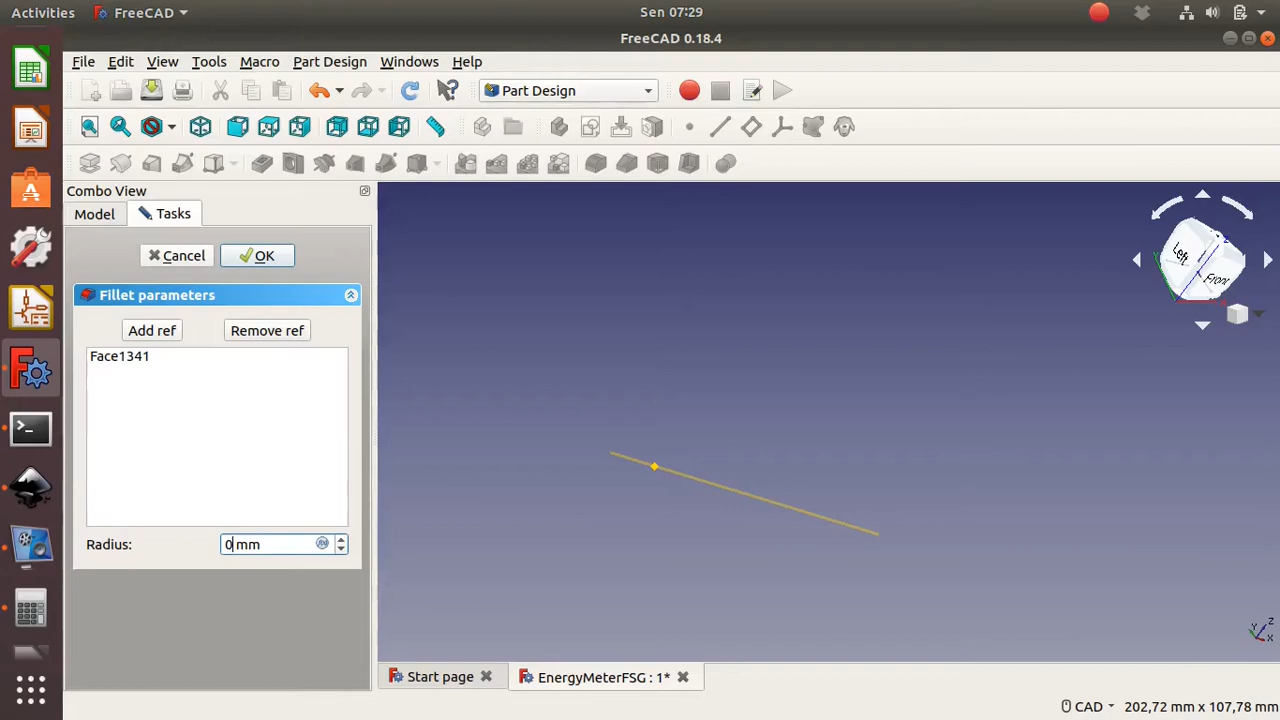 Activities
FreeCAD
Sen 07:29
FreeCAD 0.18.4
File Edit View Tools Macro Part Design Windows Help
Part Design
Combo View
Model
Tasks
Cancel
OK
Fillet parameters
Add ref
Remove ref
Face1341
Radius:
0 mm
Left
Front
Z
Y
X
Start page
EnergyMeterFSG : 1*
CAD
202,72 mm x 107,78 mm